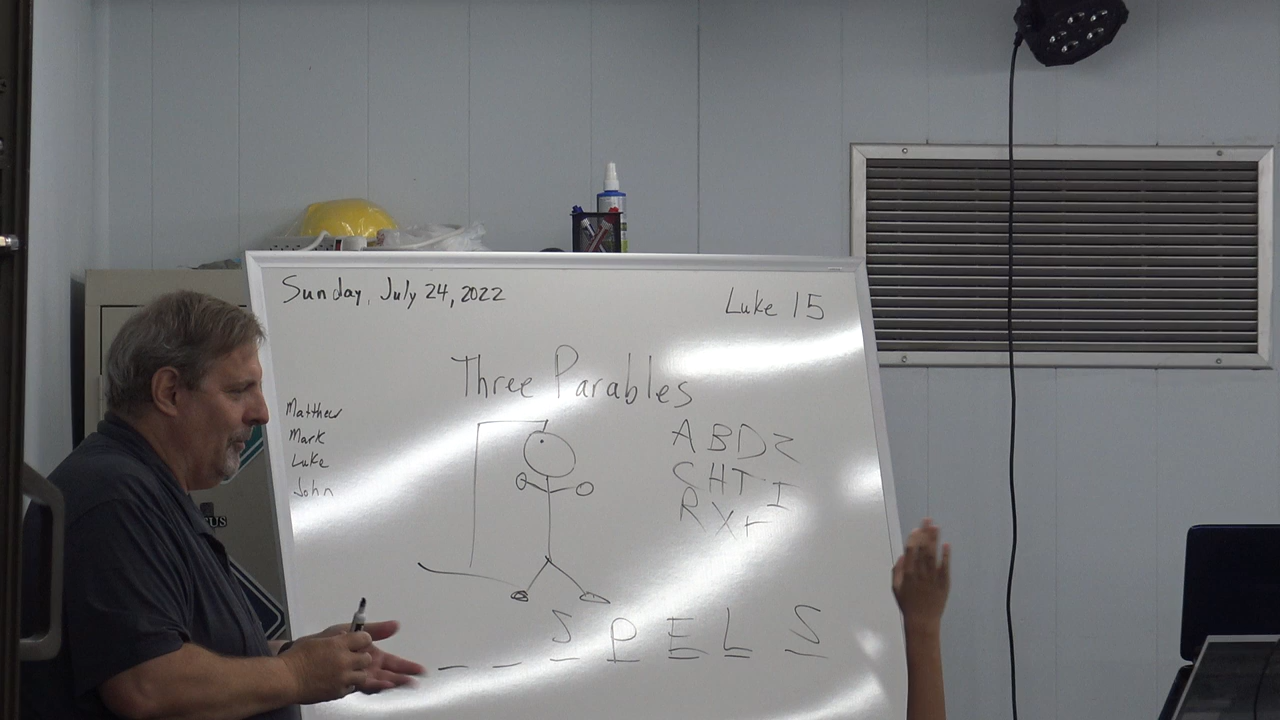 Sunday, July 24, 2022
Luke 15
Three Parables
Matthew
Mark
Luke
John
A B D Z
C H T I
R X F
_ _ S P E L S